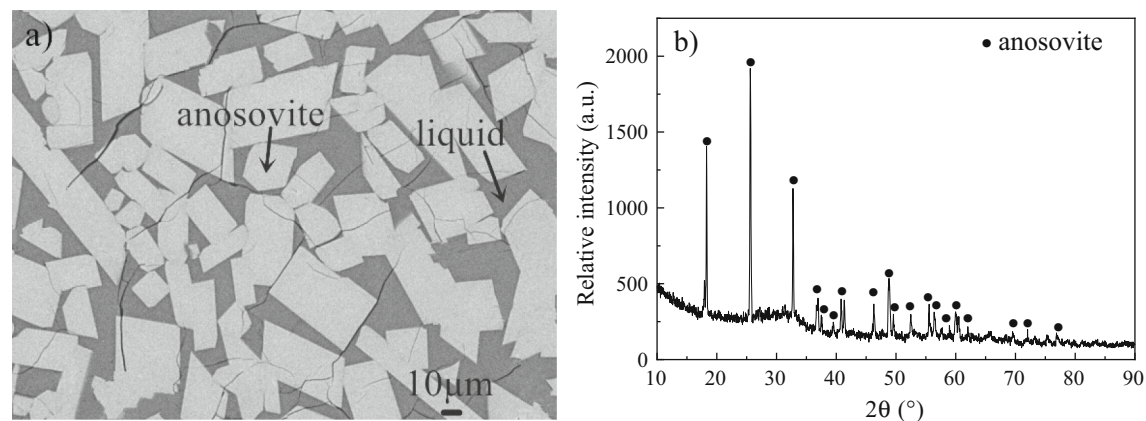 a)
anosovite
liquid
10μm
b)
● anosovite
Relative intensity (a.u.)
2000
1500
1000
500
0
10 20 30 40 50 60 70 80 90
2θ (°)